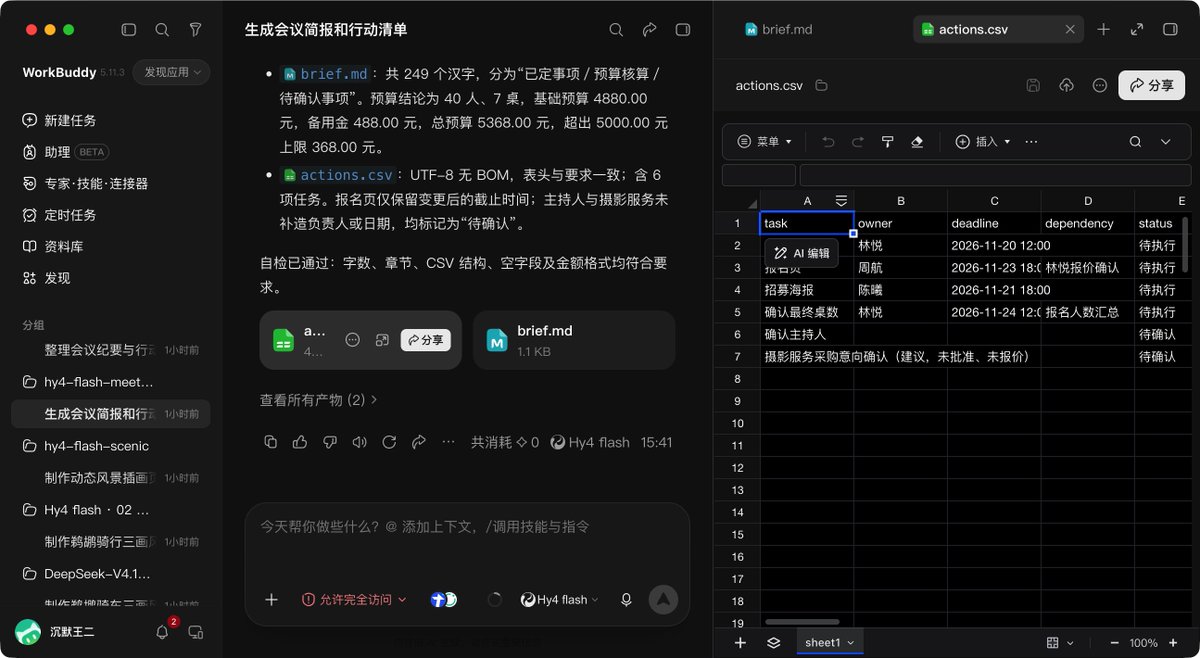 WorkBuddy 5.11.3
发现应用
新建任务
助理 BETA
专家·技能·连接器
定时任务
资料库
发现
分组
整理会议纪要与行 1小时前
hy4-flash-meet...
生成会议简报和行动 1小时前
hy4-flash-scenic
制作动态风景插画 1小时前
Hy4 flash · 02 ...
制作鹈鹕骑行三画 1小时前
DeepSeek-V4.1...
沉默王二
2
生成会议简报和行动清单
brief.md：共 249 个汉字，分为“已定事项 / 预算核算 /
待确认事项”。预算结论为 40 人、7 桌，基础预算 4880.00
元，备用金 488.00 元，总预算 5368.00 元，超出 5000.00 元
上限 368.00 元。
actions.csv：UTF-8 无 BOM，表头与要求一致；含 6
项任务。报名页仅保留变更后的截止时间；主持人与摄影服务未
补造负责人或日期，均标记为“待确认”。
自检已通过：字数、章节、CSV 结构、空字段及金额格式均符合要
求。
a...
4...
分享
brief.md
1.1 KB
查看所有产物 (2)
共消耗 0 Hy4 flash 15:41
今天帮你做些什么？@ 添加上下文，/调用技能与指令
允许完全访问
Hy4 flash
brief.md
actions.csv
actions.csv
分享
菜单
插入
A B C D E
1 task owner deadline dependency status
2 林悦 2026-11-20 12:00 待执行
AI 编辑
3 报名页 周航 2026-11-23 18:0 林悦报价确认 待执行
4 招募海报 陈曦 2026-11-21 18:00 待执行
5 确认最终桌数 林悦 2026-11-24 12:0 报名人数汇总 待执行
6 确认主持人 待确认
7 摄影服务采购意向确认（建议，未批准、未报价） 待确认
8
9
10
11
12
13
14
15
16
17
18
19
sheet1
100%